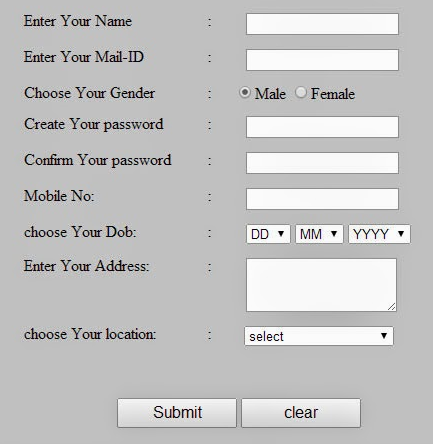 Enter Your Name :
Enter Your Mail-ID :
Choose Your Gender : Male Female
Create Your password :
Confirm Your password :
Mobile No: :
choose Your Dob: : DD MM YYYY
Enter Your Address: :
choose Your location: : select
Submit clear